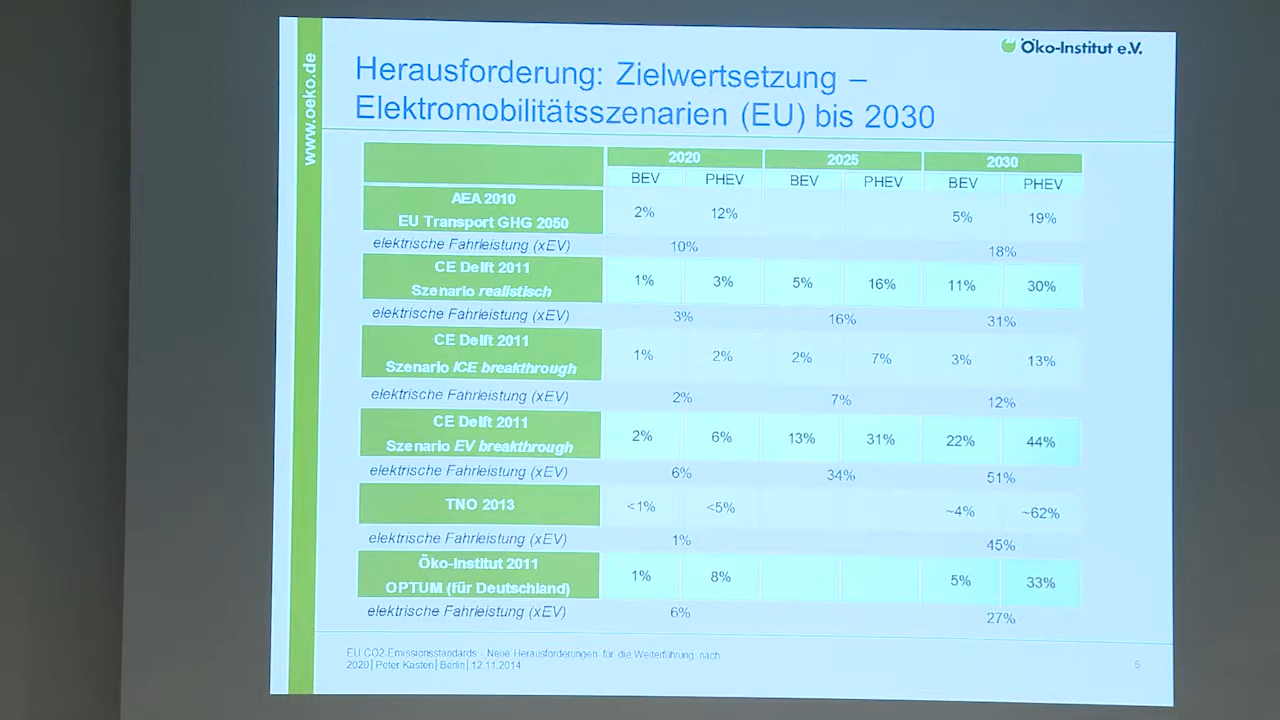 www.oeko.de
Öko-Institut e.V.
Herausforderung: Zielwertsetzung –
Elektromobilitätsszenarien (EU) bis 2030
2020 2025 2030
BEV PHEV BEV PHEV BEV PHEV
AEA 2010
EU Transport GHG 2050
2% 12% 5% 19%
elektrische Fahrleistung (xEV) 10% 18%
CE Delft 2011
Szenario realistisch
1% 3% 5% 16% 11% 30%
elektrische Fahrleistung (xEV) 3% 16% 31%
CE Delft 2011
Szenario ICE breakthrough
1% 2% 2% 7% 3% 13%
elektrische Fahrleistung (xEV) 2% 7% 12%
CE Delft 2011
Szenario EV breakthrough
2% 6% 13% 31% 22% 44%
elektrische Fahrleistung (xEV) 6% 34% 51%
TNO 2013 <1% <5% ~4% ~62%
elektrische Fahrleistung (xEV) 1% 45%
Öko-Institut 2011
OPTUM (für Deutschland)
1% 8% 5% 33%
elektrische Fahrleistung (xEV) 6% 27%
EU CO2-Emissionsstandards - Neue Herausforderungen für die Weiterführung nach
2020│Peter Kasten│Berlin│12.11.2014
5